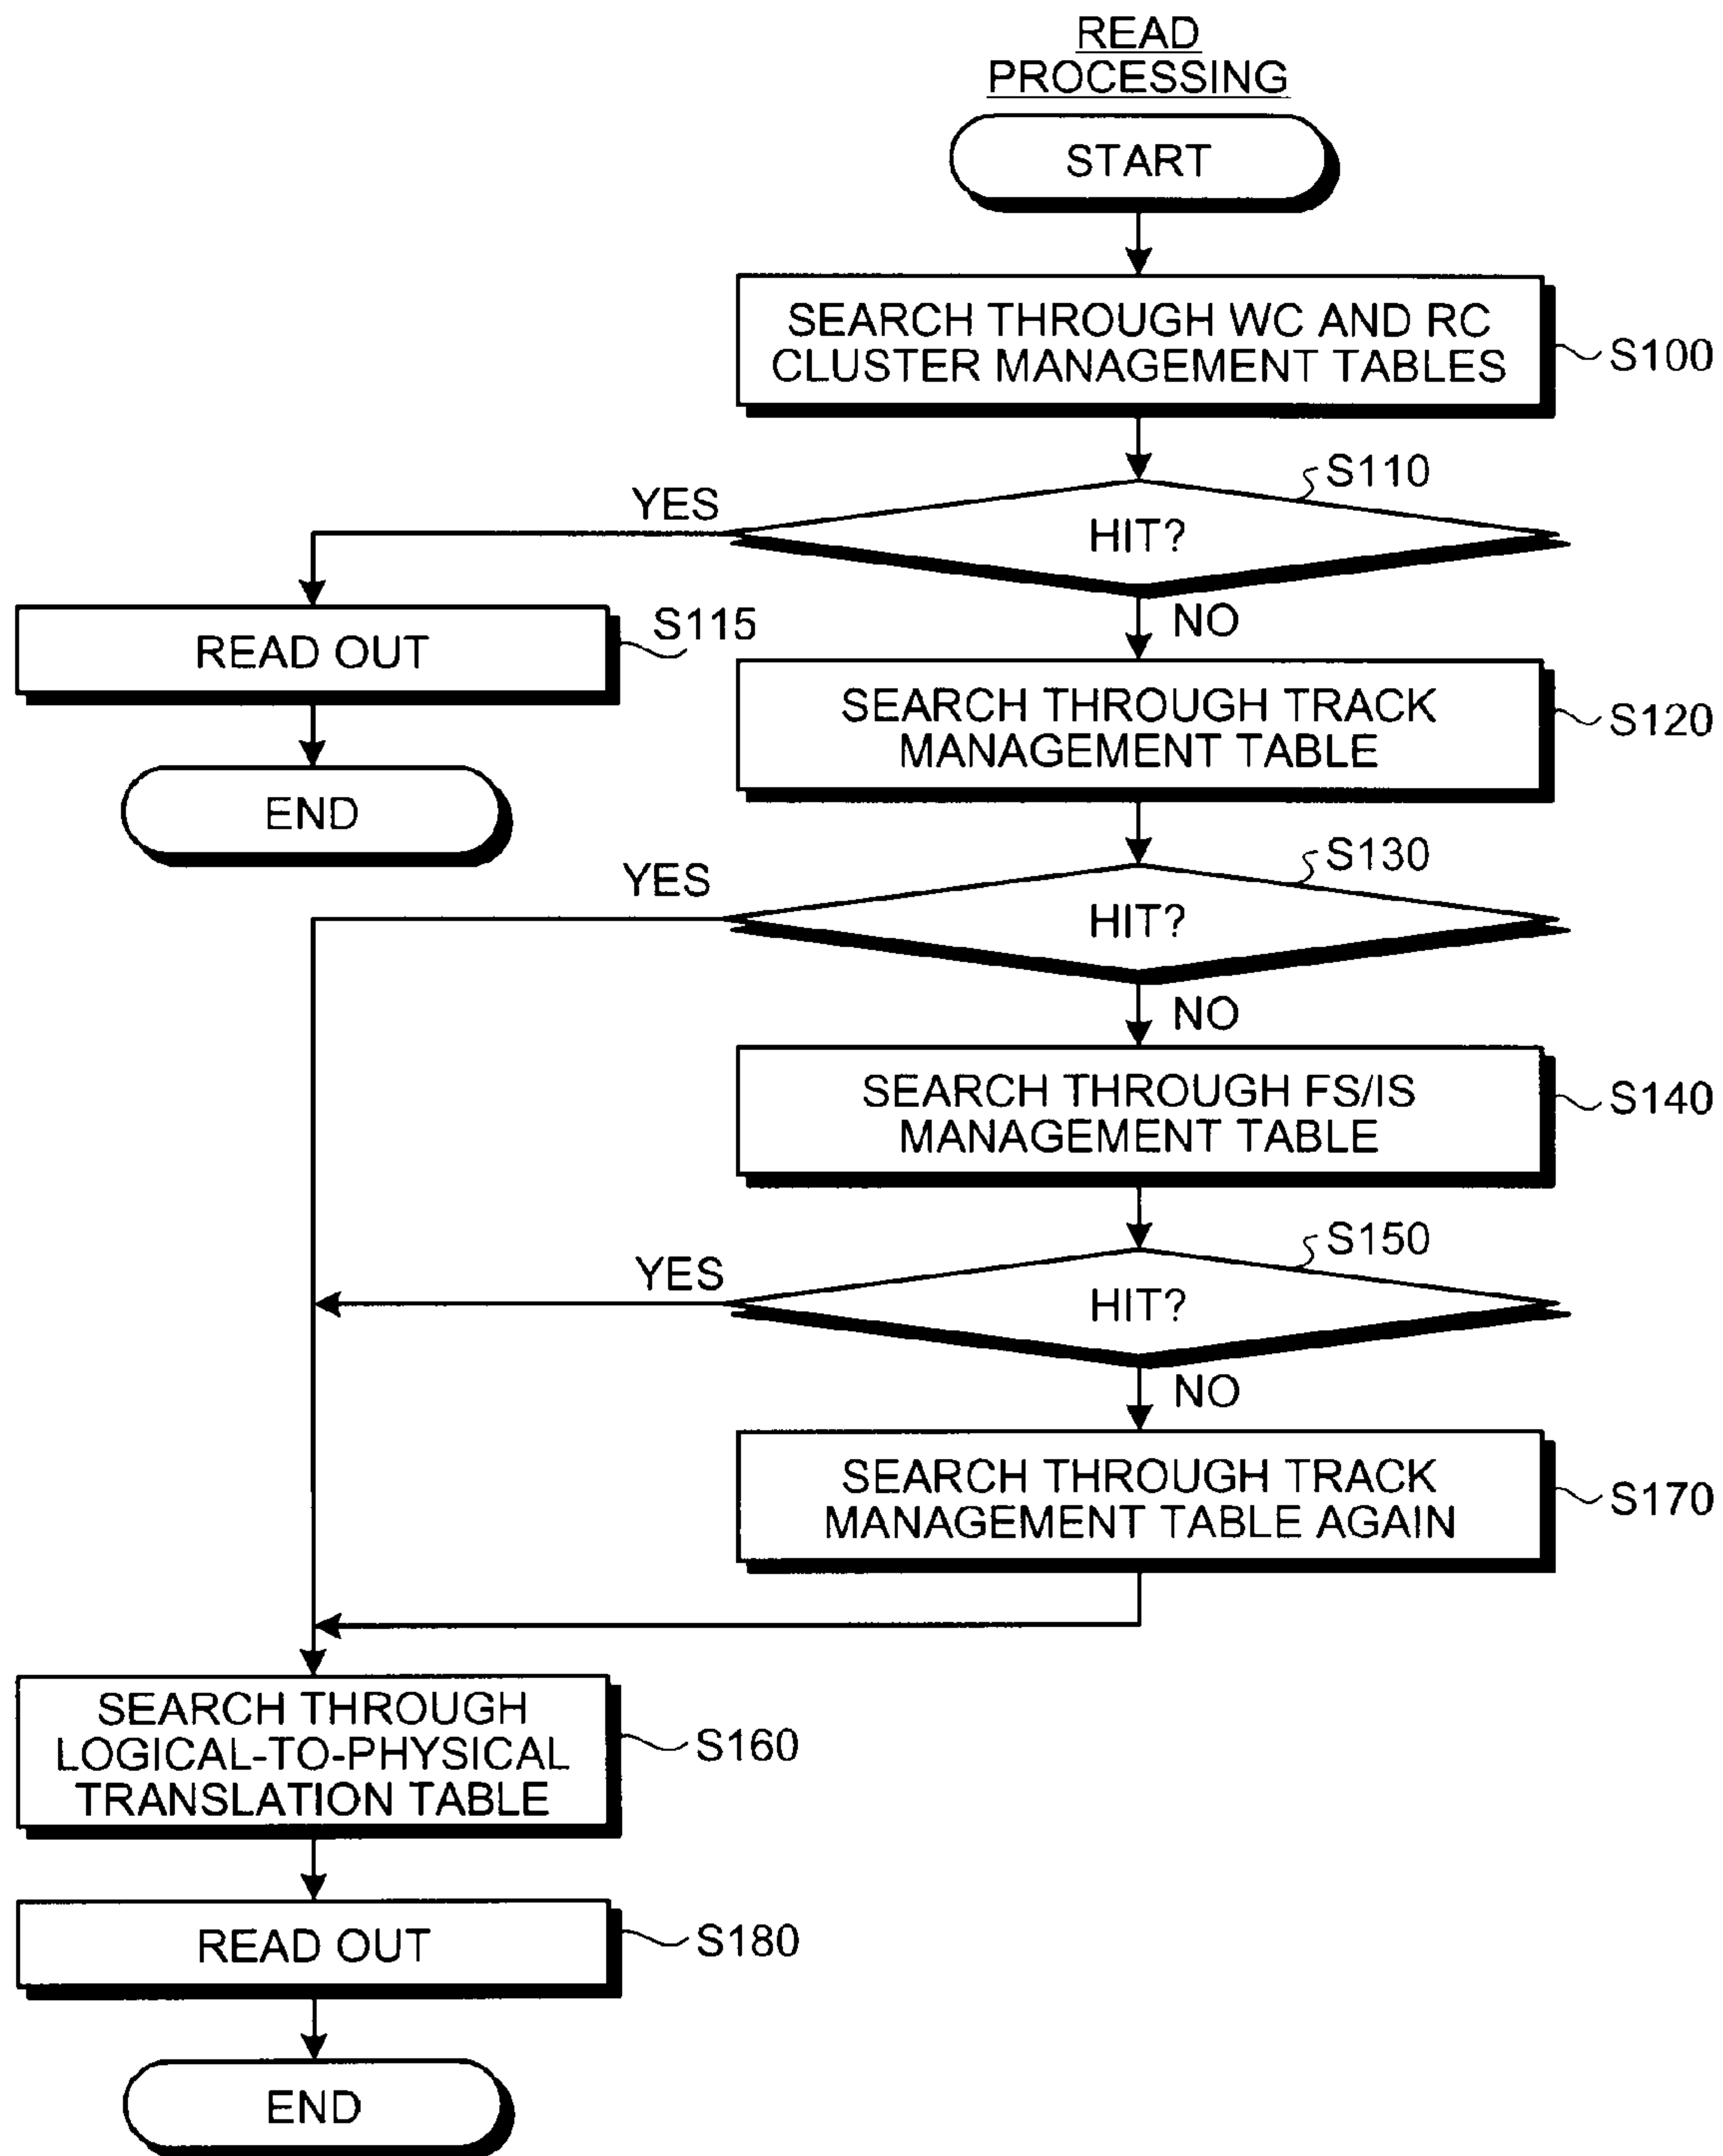 READ
PROCESSING
START
SEARCH THROUGH WC AND RC
CLUSTER MANAGEMENT TABLES
S100
S110
YES
HIT?
NO
READ OUT
S115
END
SEARCH THROUGH TRACK
MANAGEMENT TABLE
S120
S130
YES
HIT?
NO
SEARCH THROUGH FS/IS
MANAGEMENT TABLE
S140
S150
YES
HIT?
NO
SEARCH THROUGH TRACK
MANAGEMENT TABLE AGAIN
S170
SEARCH THROUGH
LOGICAL-TO-PHYSICAL
TRANSLATION TABLE
S160
READ OUT
S180
END